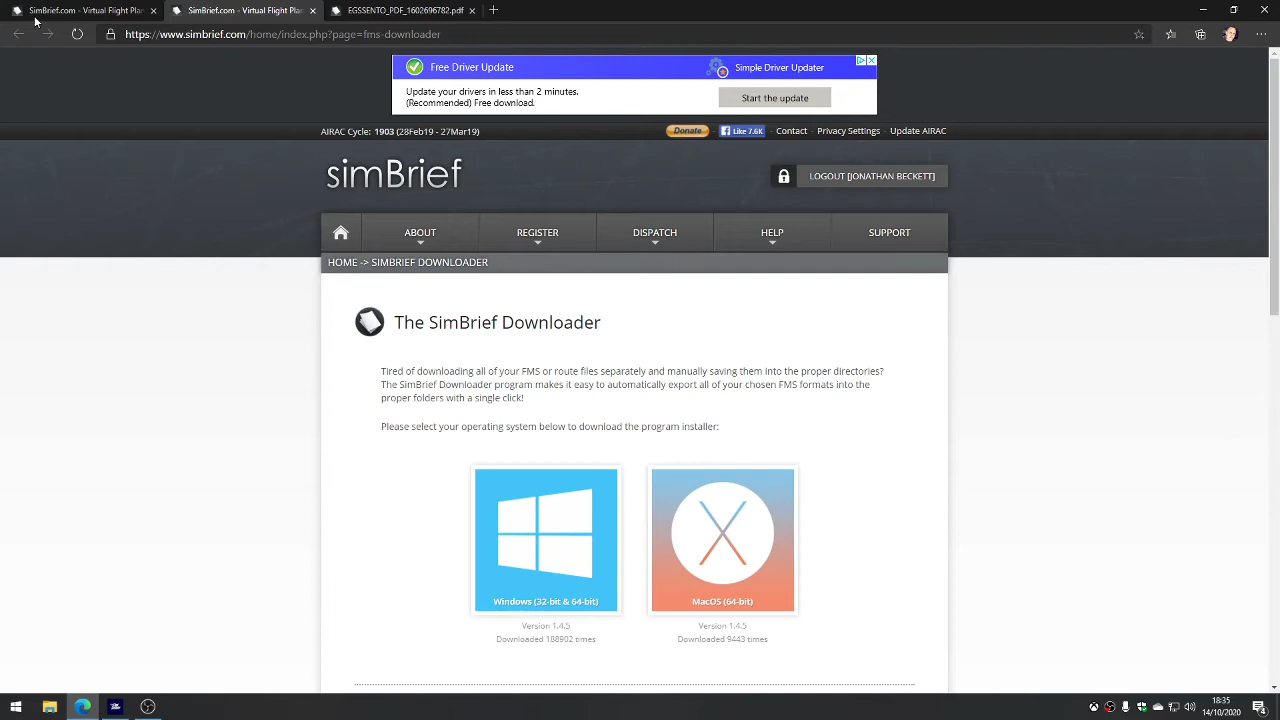 SimBrief.com - Virtual Flight Plan
SimBrief.com - Virtual Flight Plan
EGSSENTO_PDF_1602696782.pdf
https://www.simbrief.com/home/index.php?page=fms-downloader
Free Driver Update
Simple Driver Updater
Update your drivers in less than 2 minutes.
(Recommended) Free download.
Start the update
AIRAC Cycle: 1903 (28Feb19 - 27Mar19)
Donate - Like 7.6K - Contact - Privacy Settings - Update AIRAC
simBrief
LOGOUT [JONATHAN BECKETT]
ABOUT
REGISTER
DISPATCH
HELP
SUPPORT
HOME -> SIMBRIEF DOWNLOADER
The SimBrief Downloader
Tired of downloading all of your FMS or route files separately and manually saving them into the proper directories?
The SimBrief Downloader program makes it easy to automatically export all of your chosen FMS formats into the
proper folders with a single click!
Please select your operating system below to download the program installer:
Windows (32-bit & 64-bit)
MacOS (64-bit)
Version 1.4.5
Downloaded 188902 times
Version 1.4.5
Downloaded 9443 times
18:35
14/10/2020